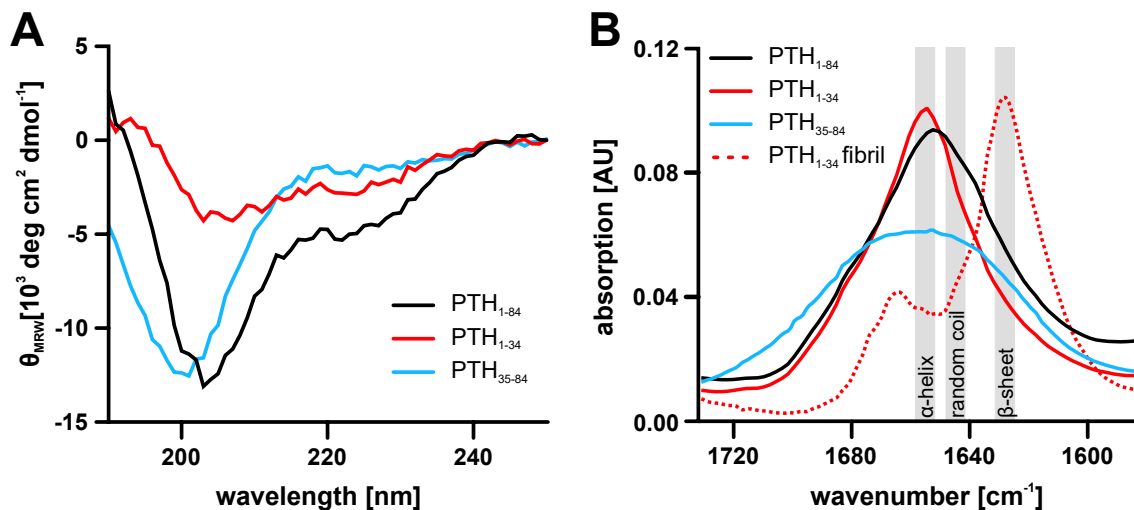 A
5
0
-5
-10
-15
θMRW[10³ deg cm² dmol⁻¹]
200
220
240
wavelength [nm]
PTH₁₋₈₄
PTH₁₋₃₄
PTH₃₅₋₈₄
B
0.12
0.08
0.04
0.00
absorption [AU]
PTH₁₋₈₄
PTH₁₋₃₄
PTH₃₅₋₈₄
PTH₁₋₃₄ fibril
α-helix
random coil
β-sheet
1720
1680
1640
1600
wavenumber [cm⁻¹]